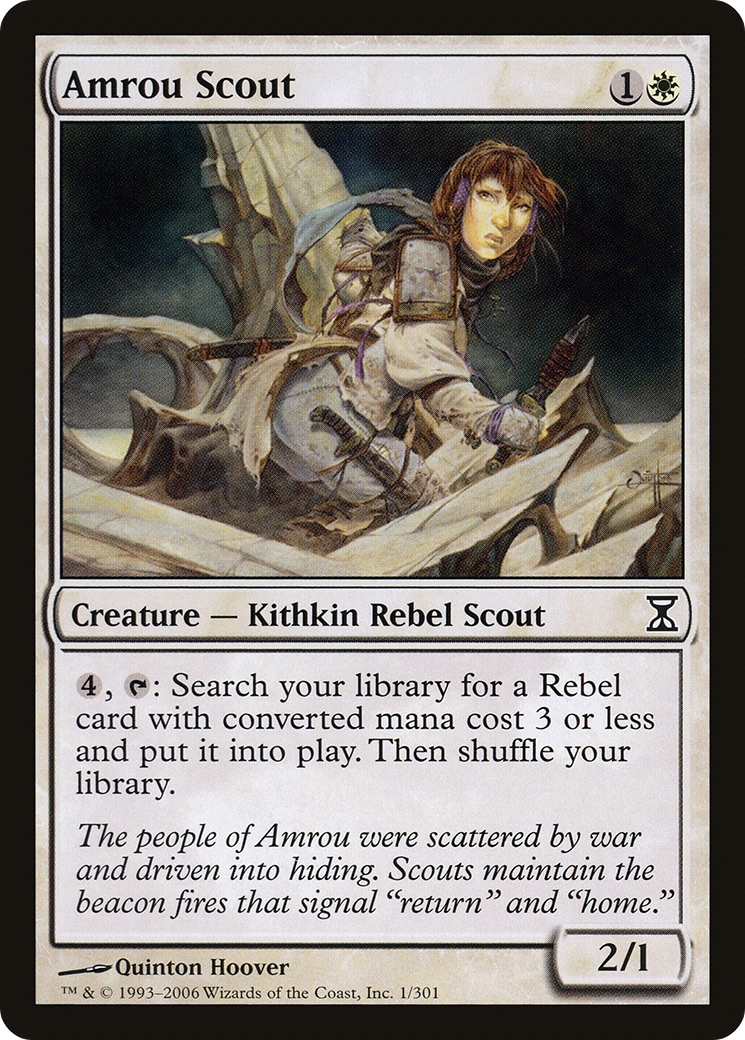 Amrou Scout 1
Creature — Kithkin Rebel Scout
4, : Search your library for a Rebel
card with converted mana cost 3 or less
and put it into play. Then shuffle your
library.
The people of Amrou were scattered by war
and driven into hiding. Scouts maintain the
beacon fires that signal “return” and “home.”
2/1
Quinton Hoover
™ & © 1993–2006 Wizards of the Coast, Inc. 1/301